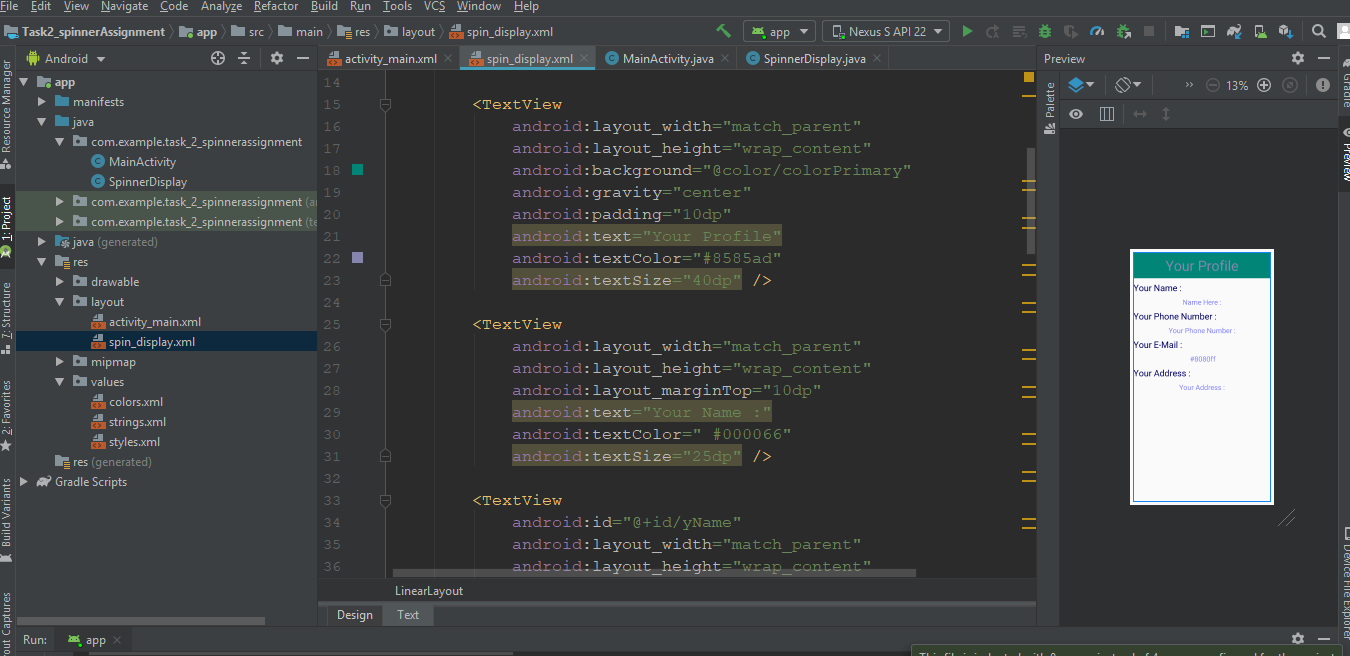 File Edit View Navigate Code Analyze Refactor Build Run Tools VCS Window Help
Task2_spinnerAssignment app src main res layout spin_display.xml app Nexus S API 22
Android activity_main.xml spin_display.xml MainActivity.java SpinnerDisplay.java Preview
13%
Resource Manager
1: Project
7: Structure
2: Favorites
Build Variants
out Captures
app
manifests
java
com.example.task_2_spinnerassignment
MainActivity
SpinnerDisplay
com.example.task_2_spinnerassignment
com.example.task_2_spinnerassignment
java (generated)
res
drawable
layout
activity_main.xml
spin_display.xml
mipmap
values
colors.xml
strings.xml
styles.xml
res (generated)
Gradle Scripts
14
15 <TextView
16 android:layout_width="match_parent"
17 android:layout_height="wrap_content"
18 android:background="@color/colorPrimary"
19 android:gravity="center"
20 android:padding="10dp"
21 android:text="Your Profile"
22 android:textColor="#8585ad"
23 android:textSize="40dp" />
24
25 <TextView
26 android:layout_width="match_parent"
27 android:layout_height="wrap_content"
28 android:layout_marginTop="10dp"
29 android:text="Your Name :"
30 android:textColor=" #000066"
31 android:textSize="25dp" />
32
33 <TextView
34 android:id="@+id/yName"
35 android:layout_width="match_parent"
36 android:layout_height="wrap_content"
LinearLayout
Design Text
Palette
Your Profile
Your Name :
Name Here :
Your Phone Number :
Your Phone Number :
Your E-Mail :
#8080ff
Your Address :
Your Address :
Gradle
Preview
Device File Explorer
Run: app